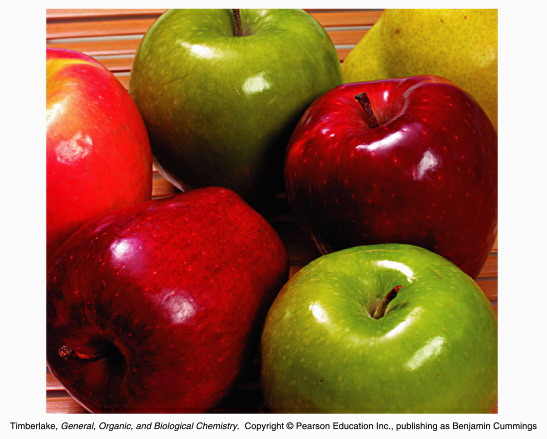 Timberlake, General, Organic, and Biological Chemistry. Copyright © Pearson Education Inc., publishing as Benjamin Cummings